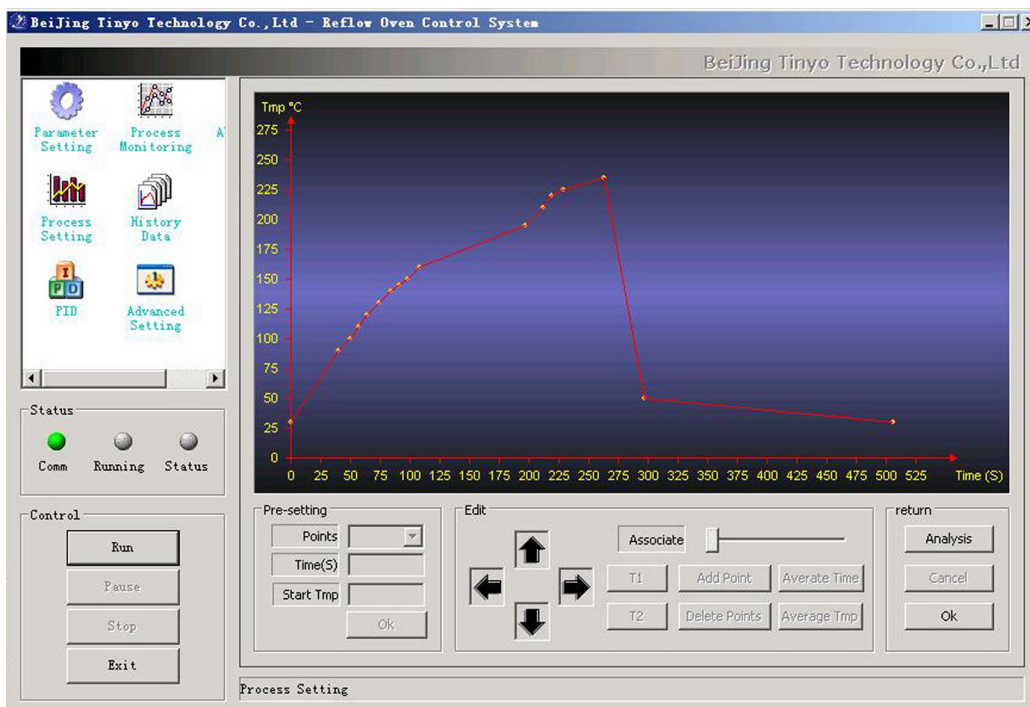 BeiJing Tinyo Technology Co.,Ltd - Reflow Oven Control System
BeiJing Tinyo Technology Co.,Ltd
Parameter
Setting
Process
Monitoring
A
Process
Setting
History
Data
PID
Advanced
Setting
Status
Comm Running Status
Control
Run
Pause
Stop
Exit
Tmp °C
275
250
225
200
175
150
125
100
75
50
25
0
0 25 50 75 100 125 150 175 200 225 250 275 300 325 350 375 400 425 450 475 500 525 Time (S)
Pre-setting
Points
Time(S)
Start Tmp
Ok
Edit
Associate
T1 Add Point Averate Time
T2 Delete Points Average Tmp
return
Analysis
Cancel
Ok
Process Setting